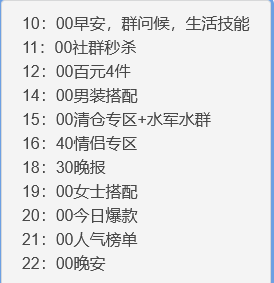 10：00早安，群问候，生活技能
11：00社群秒杀
12：00百元4件
14：00男装搭配
15：00清仓专区+水军水群
16：40情侣专区
18：30晚报
19：00女士搭配
20：00今日爆款
21：00人气榜单
22：00晚安